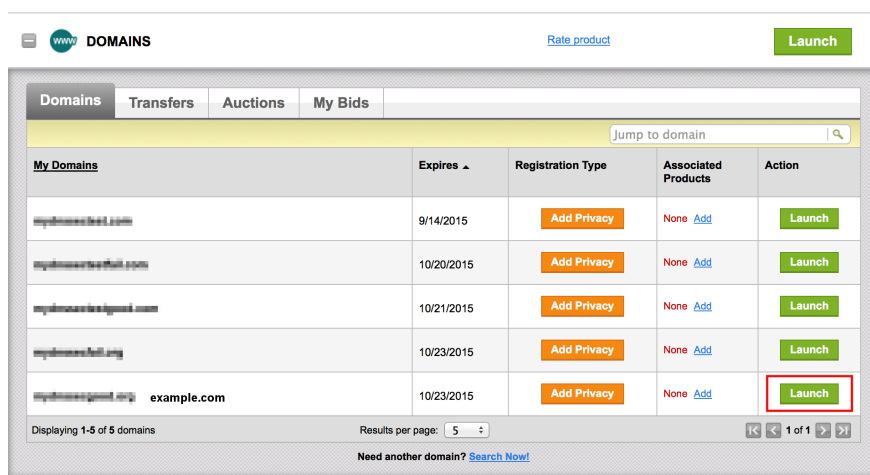 www DOMAINS Rate product Launch
Domains Transfers Auctions My Bids
Jump to domain
My Domains Expires Registration Type Associated Products Action
9/14/2015 Add Privacy None Add Launch
10/20/2015 Add Privacy None Add Launch
10/21/2015 Add Privacy None Add Launch
10/23/2015 Add Privacy None Add Launch
example.com 10/23/2015 Add Privacy None Add Launch
Displaying 1-5 of 5 domains Results per page: 5 1 of 1
Need another domain? Search Now!